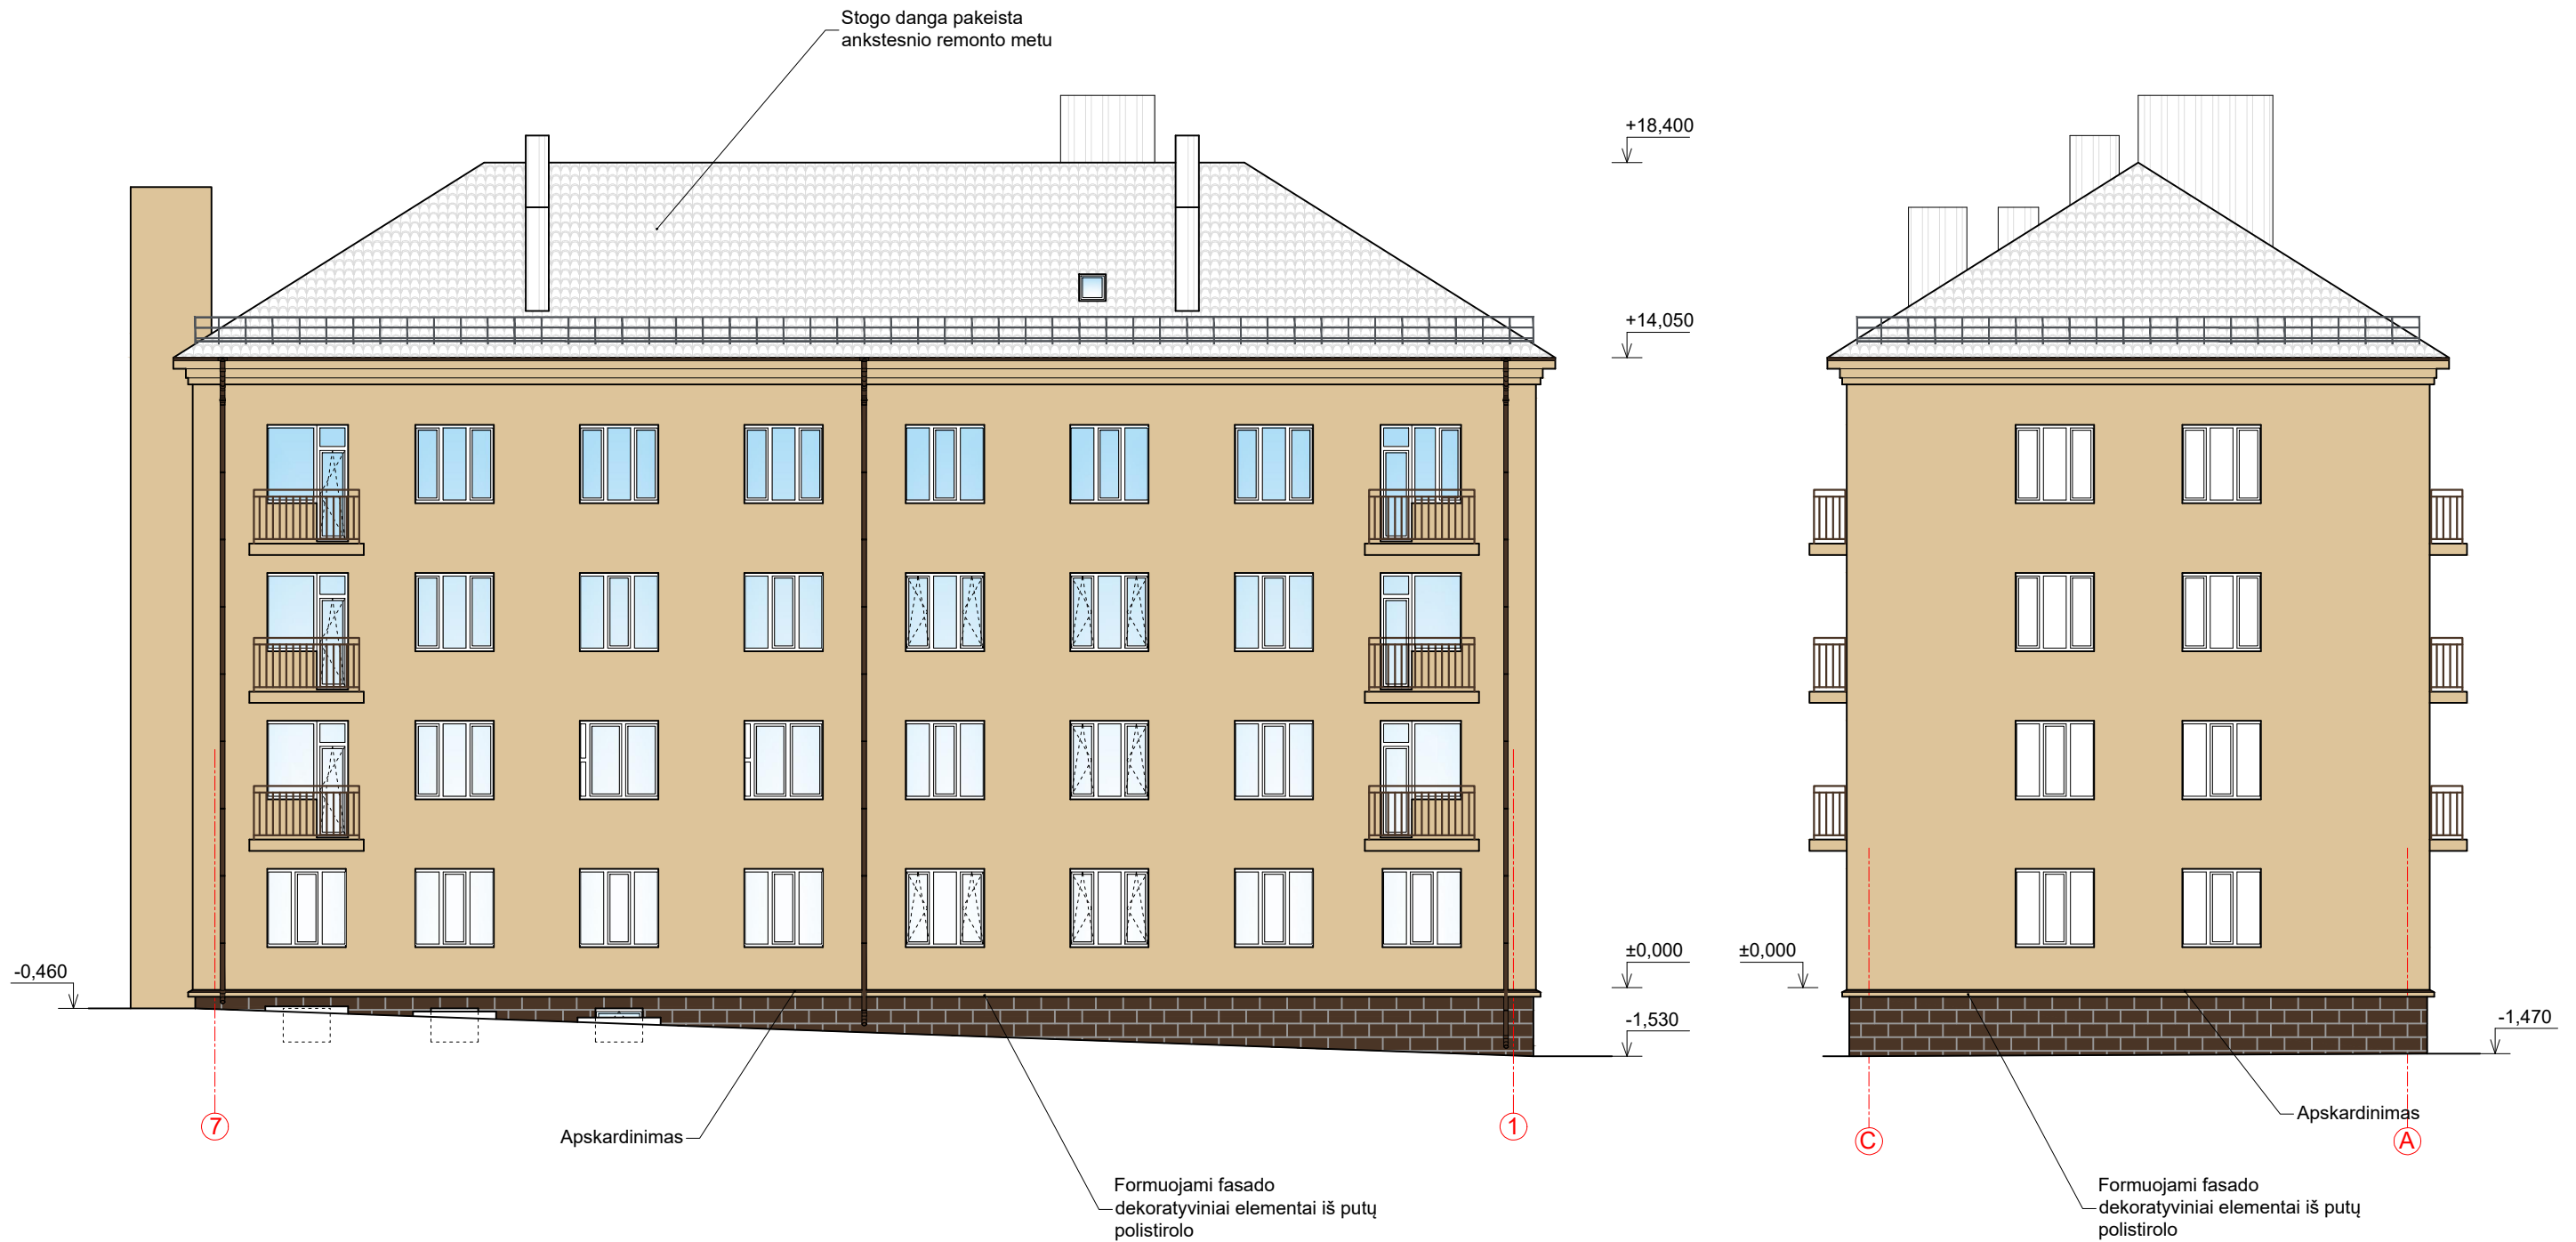 Stogo danga pakeista
ankstesnio remonto metu
+18,400
+14,050
±0,000
±0,000
-0,460
-1,530
-1,470
7
1
C
A
Apskardinimas
Apskardinimas
Formuojami fasado
dekoratyviniai elementai iš putų
polistirolo
Formuojami fasado
dekoratyviniai elementai iš putų
polistirolo